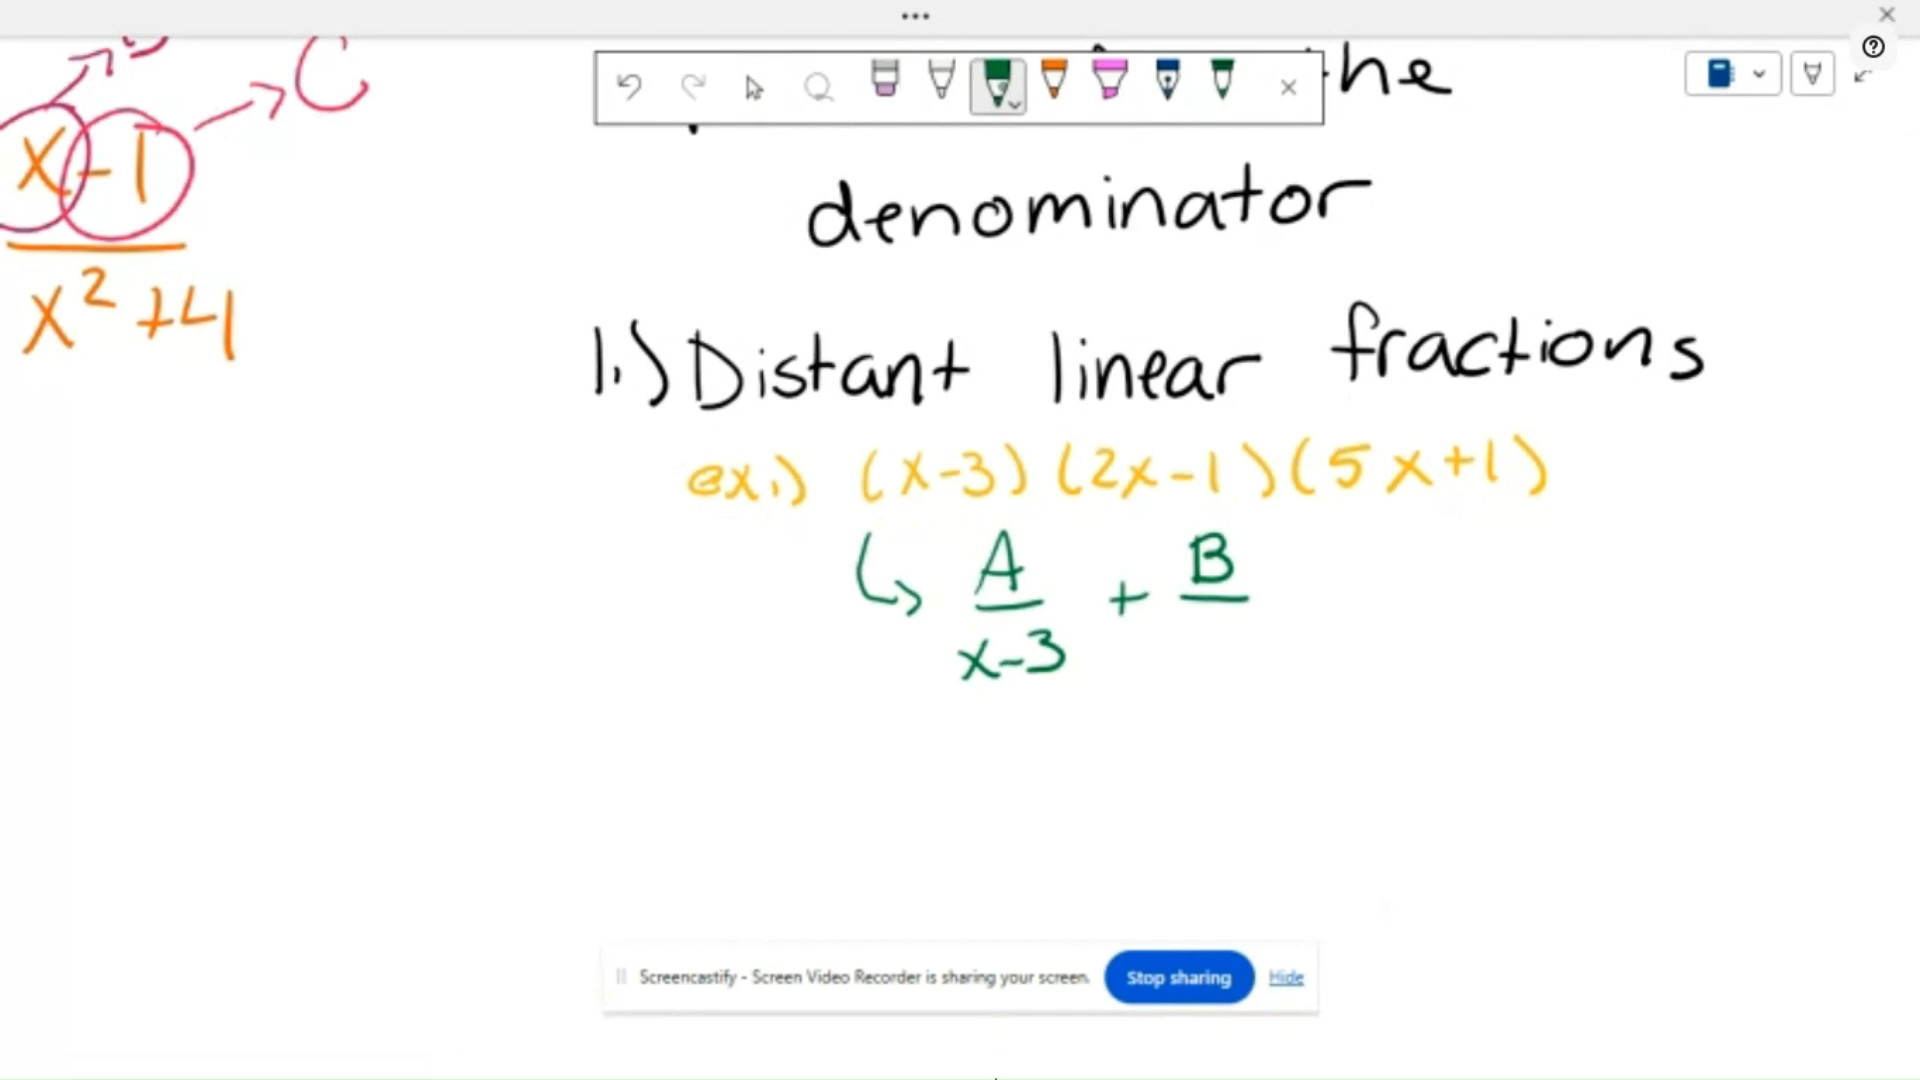 C
x-1
x²+4
he
denominator
1.) Distant linear fractions
ex.) (x-3) (2x-1) (5x+1)
A + B
x-3
Screencastify - Screen Video Recorder is sharing your screen.
Stop sharing
Hide